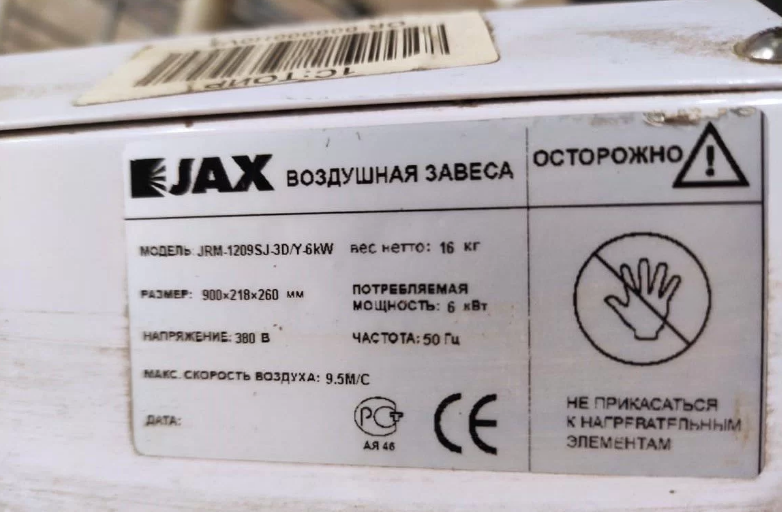 JAX ВОЗДУШНАЯ ЗАВЕСА
ОСТОРОЖНО
МОДЕЛЬ: JRM-1209SJ-3D/Y-6kW вес нетто: 16 кг
РАЗМЕР: 900×218×260 мм ПОТРЕБЛЯЕМАЯ МОЩНОСТЬ: 6 кВт
НАПРЯЖЕНИЕ: 380 В ЧАСТОТА: 50 Гц
МАКС. СКОРОСТЬ ВОЗДУХА: 9.5М/С
ДАТА:
РСТ
АЯ 46
CE
НЕ ПРИКАСАТЬСЯ
К НАГРЕВАТЕЛЬНЫМ
ЭЛЕМЕНТАМ